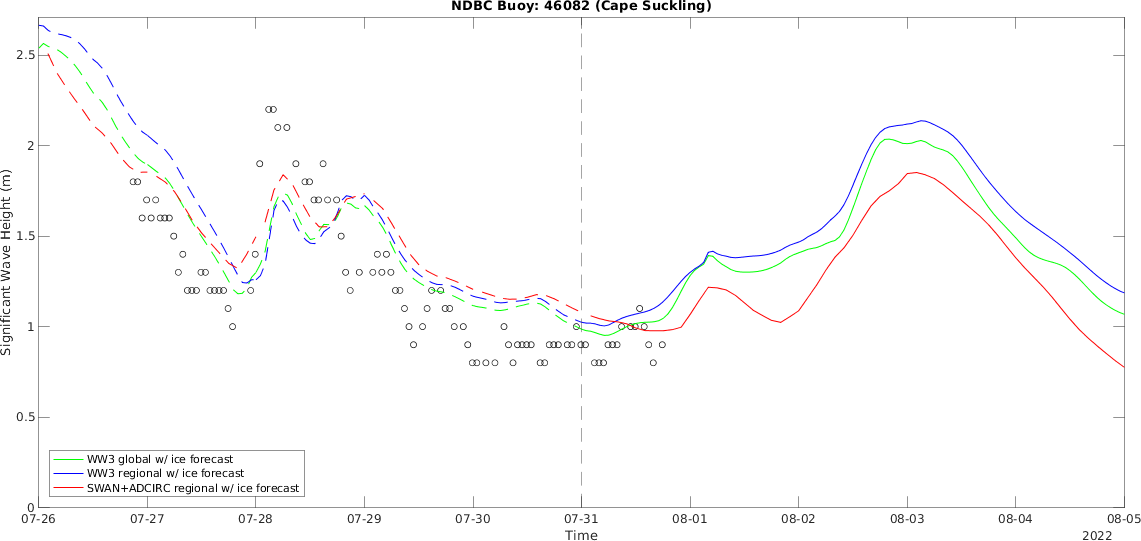 NDBC Buoy: 46082 (Cape Suckling)
2.5
2
1.5
1
0.5
0
Significant Wave Height (m)
WW3 global w/ ice forecast
WW3 regional w/ ice forecast
SWAN+ADCIRC regional w/ ice forecast
07-26 07-27 07-28 07-29 07-30 07-31 08-01 08-02 08-03 08-04 08-05
Time
2022